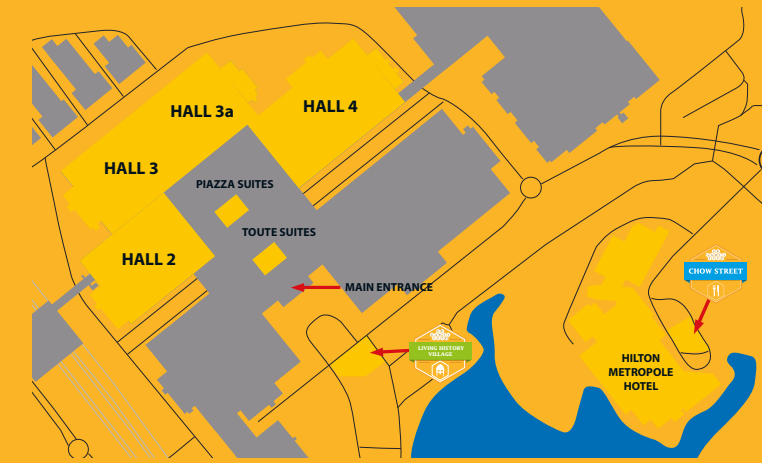 HALL 3a
HALL 4
HALL 3
PIAZZA SUITES
TOUTE SUITES
HALL 2
MAIN ENTRANCE
CHOW STREET
LIVING HISTORY
VILLAGE
HILTON
METROPOLE
HOTEL